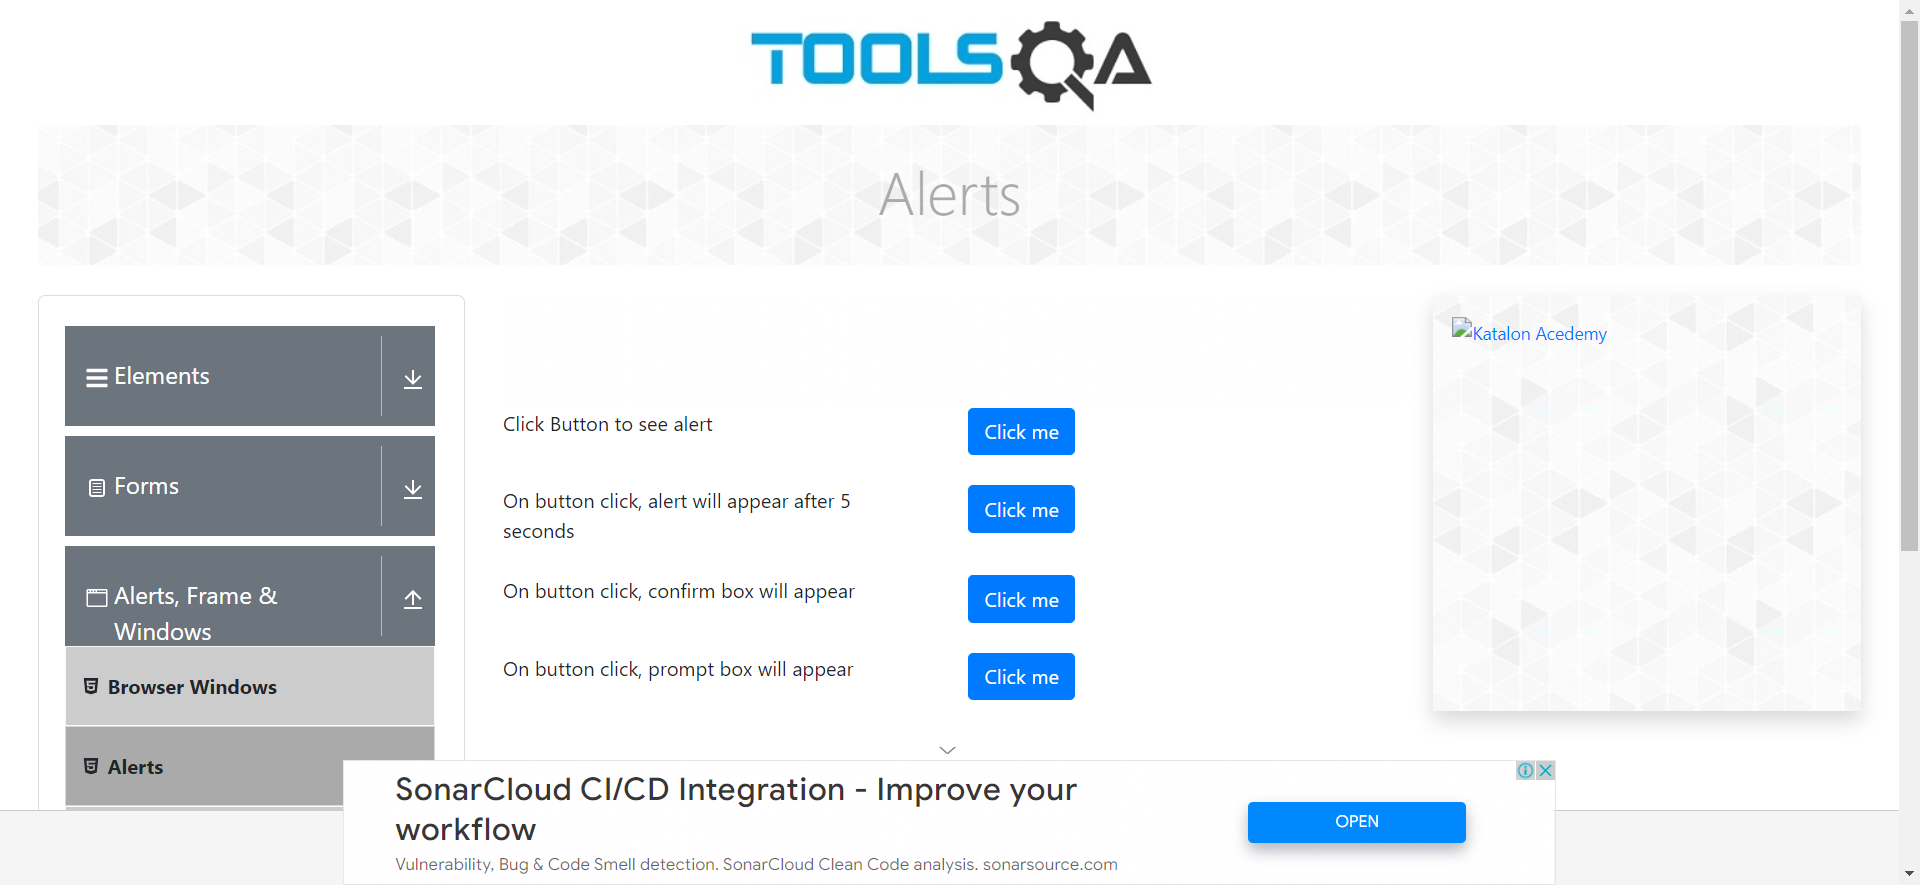 TOOLSQA
Alerts
Elements
Forms
Alerts, Frame &
Windows
Browser Windows
Alerts
Click Button to see alert
Click me
On button click, alert will appear after 5
seconds
Click me
On button click, confirm box will appear
Click me
On button click, prompt box will appear
Click me
Katalon Acedemy
SonarCloud CI/CD Integration - Improve your
workflow
Vulnerability, Bug & Code Smell detection. SonarCloud Clean Code analysis. sonarsource.com
OPEN